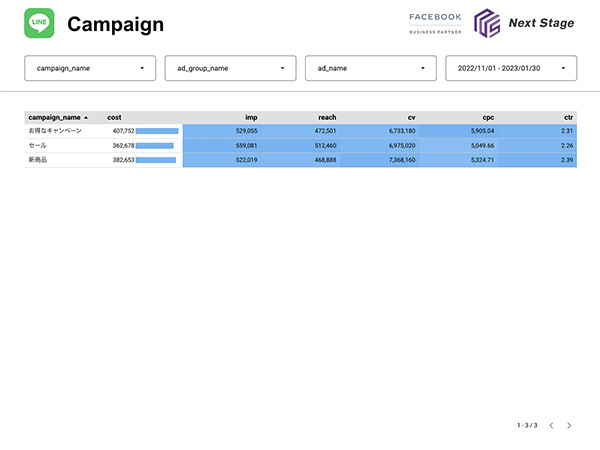 LINE
Campaign
FACEBOOK
BUSINESS PARTNER
Next Stage
campaign_name ad_group_name ad_name 2022/11/01 - 2023/01/30
campaign_name cost imp reach cv cpc ctr
お得なキャンペーン 407,752 529,055 472,501 6,733,180 5,905.04 2.31
セール 362,678 559,081 512,460 6,975,020 5,049.66 2.26
新商品 382,653 522,019 468,888 7,368,160 5,324.71 2.39
1 - 3 / 3